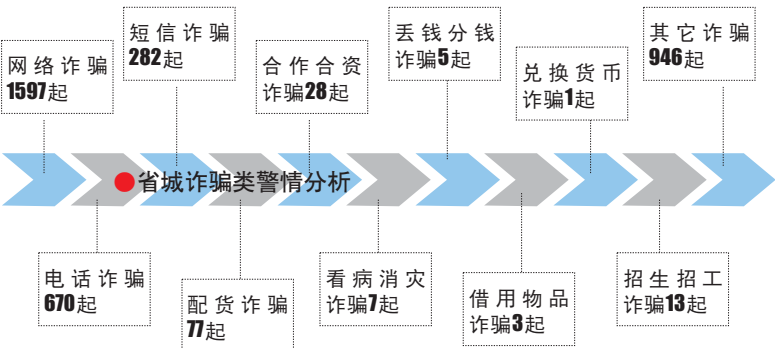 网络诈骗
1597起
短信诈骗
282起
合作合资
诈骗28起
丢钱分钱
诈骗5起
兑换货币
诈骗1起
其它诈骗
946起
省城诈骗类警情分析
电话诈骗
670起
配货诈骗
77起
看病消灾
诈骗7起
借用物品
诈骗3起
招生招工
诈骗13起